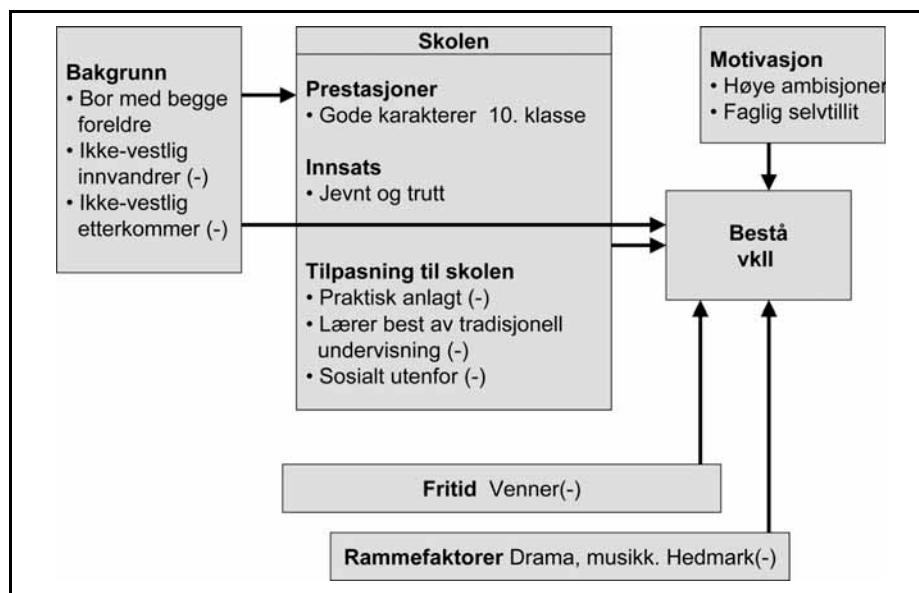 Bakgrunn
• Bor med begge
foreldre
• Ikke-vestlig
innvandrer (-)
• Ikke-vestlig
etterkommer (-)
Skolen
Prestasjoner
• Gode karakterer 10. klasse
Innsats
• Jevnt og trutt
Tilpasning til skolen
• Praktisk anlagt (-)
• Lærer best av tradisjonell
undervisning (-)
• Sosialt utenfor (-)
Motivasjon
• Høye ambisjoner
• Faglig selvtillit
Bestå
vkII
Fritid Venner(-)
Rammefaktorer Drama, musikk. Hedmark(-)